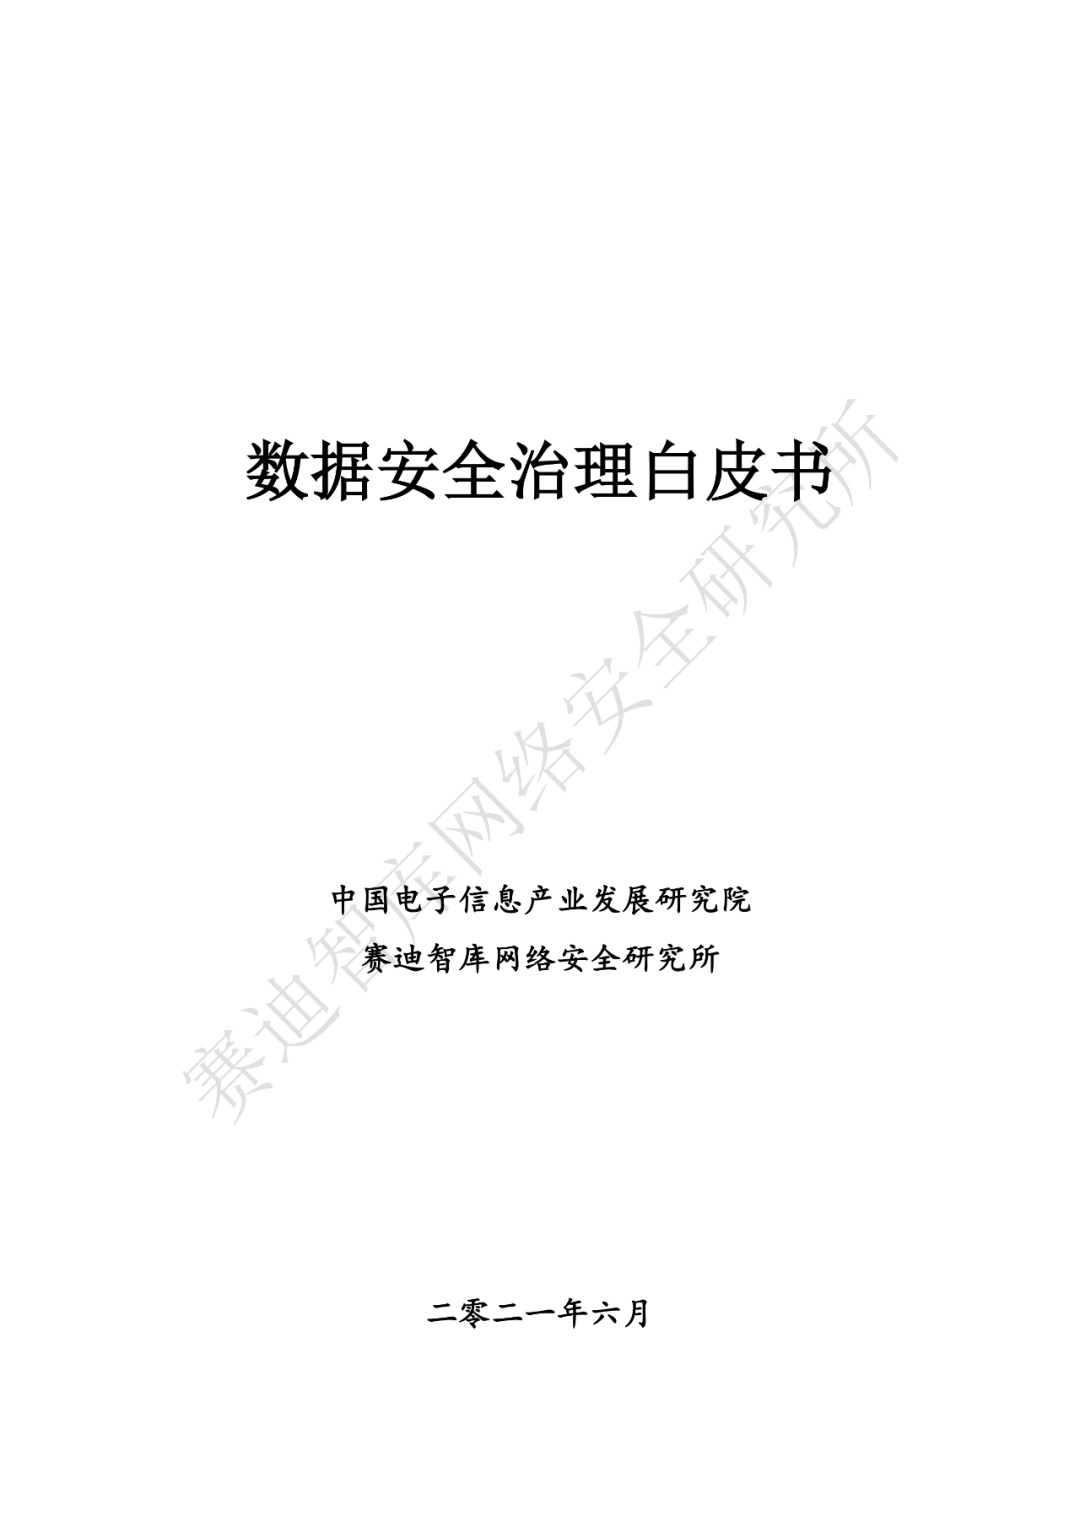 数据安全治理白皮书
中国电子信息产业发展研究院
赛迪智库网络安全研究所
二零二一年六月
赛迪智库网络安全研究所